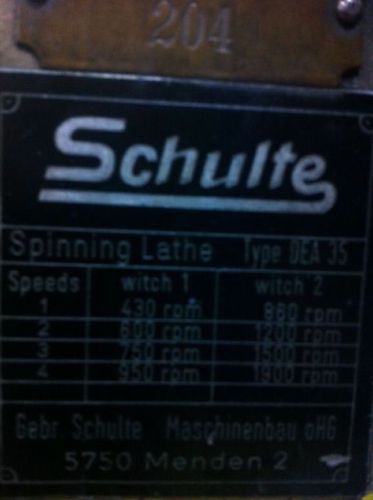 204
Schulte
Spinning Lathe Type DEA 35
Speeds witch 1 witch 2
1 430 rpm 860 rpm
2 600 rpm 1200 rpm
3 750 rpm 1500 rpm
4 950 rpm 1900 rpm
Gebr. Schulte Maschinenbau oHG
5750 Menden 2